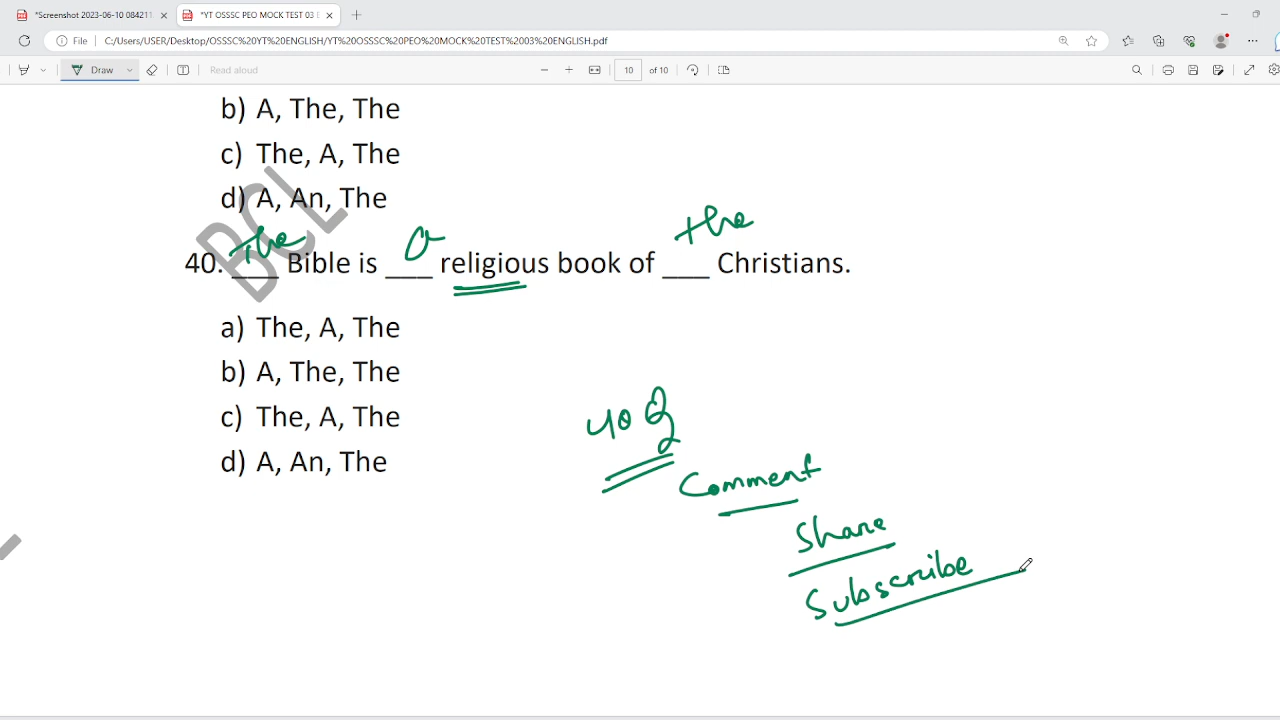 *Screenshot 2023-06-10 084211
*YT OSSSC PEO MOCK TEST 03
File C:/Users/USER/Desktop/OSSSC%20YT%20ENGLISH/YT%20OSSSC%20PEO%20MOCK%20TEST%2003%20ENGLISH.pdf
Draw Read aloud 10 of 10
b) A, The, The
c) The, A, The
d) A, An, The
BCL
The a the
40. ___ Bible is ___ religious book of ___ Christians.
a) The, A, The
b) A, The, The
c) The, A, The
d) A, An, The
40 Q
Comment
Share
Subscribe